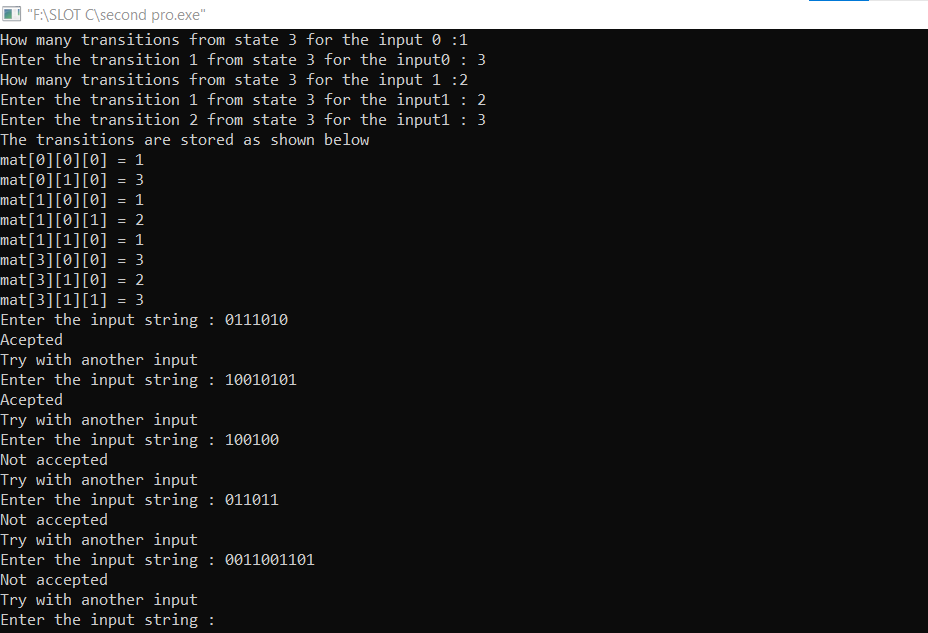 "F:\SLOT C\second pro.exe"
How many transitions from state 3 for the input 0 :1
Enter the transition 1 from state 3 for the input0 : 3
How many transitions from state 3 for the input 1 :2
Enter the transition 1 from state 3 for the input1 : 2
Enter the transition 2 from state 3 for the input1 : 3
The transitions are stored as shown below
mat[0][0][0] = 1
mat[0][1][0] = 3
mat[1][0][0] = 1
mat[1][0][1] = 2
mat[1][1][0] = 1
mat[3][0][0] = 3
mat[3][1][0] = 2
mat[3][1][1] = 3
Enter the input string : 0111010
Acepted
Try with another input
Enter the input string : 10010101
Acepted
Try with another input
Enter the input string : 100100
Not accepted
Try with another input
Enter the input string : 011011
Not accepted
Try with another input
Enter the input string : 0011001101
Not accepted
Try with another input
Enter the input string :